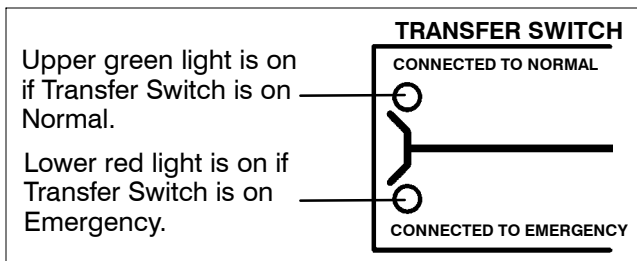 TRANSFER SWITCH
Upper green light is on
if Transfer Switch is on
Normal.
CONNECTED TO NORMAL
Lower red light is on if
Transfer Switch is on
Emergency.
CONNECTED TO EMERGENCY